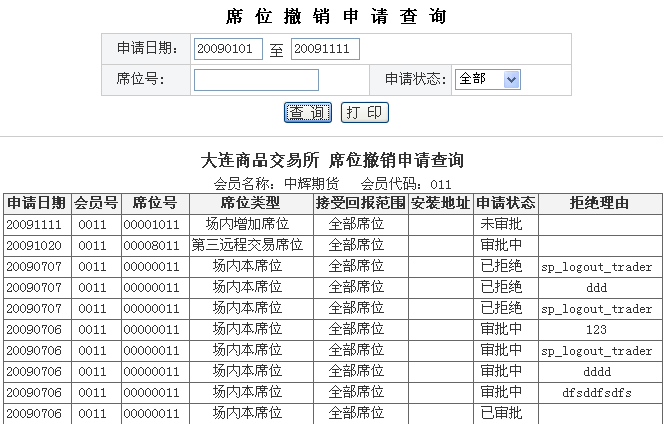 席 位 撤 销 申 请 查 询
申请日期: 20090101 至 20091111
席位号: 申请状态: 全部
查 询 打 印
大连商品交易所 席位撤销申请查询
会员名称: 中辉期货 会员代码: 011
申请日期 会员号 席位号 席位类型 接受回报范围 安装地址 申请状态 拒绝理由
20091111 0011 00001011 场内增加席位 全部席位 未审批
20091020 0011 00008011 第三远程交易席位 全部席位 审批中
20090707 0011 00000011 场内本席位 全部席位 已拒绝 sp_logout_trader
20090707 0011 00000011 场内本席位 全部席位 已拒绝 ddd
20090707 0011 00000011 场内本席位 全部席位 已拒绝 sp_logout_trader
20090706 0011 00000011 场内本席位 全部席位 审批中 123
20090706 0011 00000011 场内本席位 全部席位 审批中 sp_logout_trader
20090706 0011 00000011 场内本席位 全部席位 审批中 dddd
20090706 0011 00000011 场内本席位 全部席位 审批中 dfsddfsdfs
20090706 0011 00000011 场内本席位 全部席位 已审批